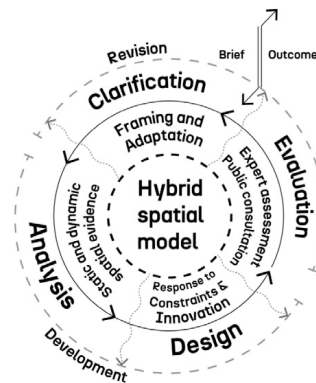 Revision
Brief
Outcome
Clarification
Framing and
Adaptation
Evaluation
Expert assessment
Public consultation
Hybrid
spatial
model
Static and dynamic
spatial evidence
Analysis
Response to
Constraints &
Innovation
Design
Development